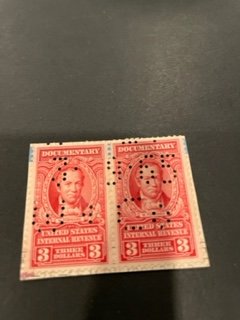 DOCUMENTARY
UNITED STATES
INTERNAL REVENUE
3 THREE 3
DOLLARS
DOCUMENTARY
UNITED STATES
INTERNAL REVENUE
3 THREE 3
DOLLARS